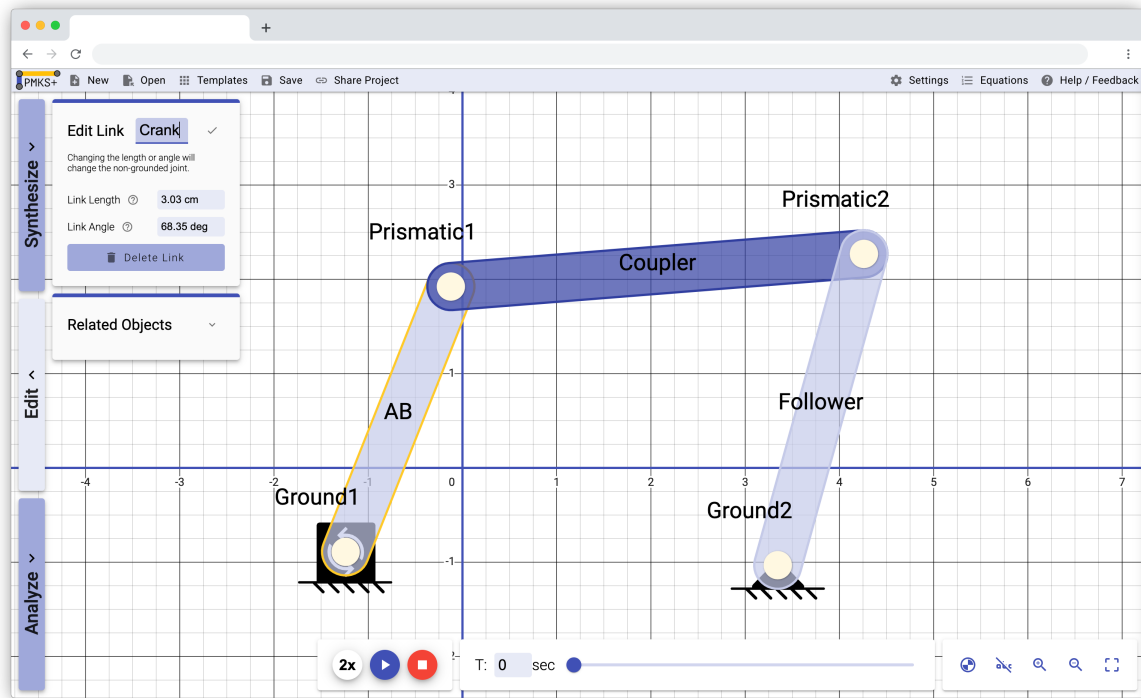 PMKS+ New Open Templates Save Share Project Settings Equations Help / Feedback
Synthesize
Edit
Analyze
Edit Link Crank
Changing the length or angle will
change the non-grounded joint.
Link Length 3.03 cm
Link Angle 68.35 deg
Delete Link
Related Objects
Prismatic1
Prismatic2
Coupler
AB
Follower
Ground1
Ground2
3
1
-4 -3 -1 0 1 2 3 4 5 6 7
-1
2x T: 0 sec